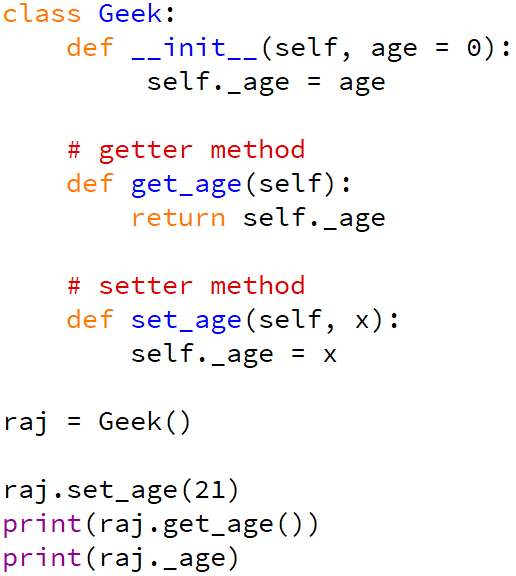 class Geek:
    def __init__(self, age = 0):
         self._age = age

    # getter method
    def get_age(self):
        return self._age

    # setter method
    def set_age(self, x):
        self._age = x

raj = Geek()

raj.set_age(21)
print(raj.get_age())
print(raj._age)